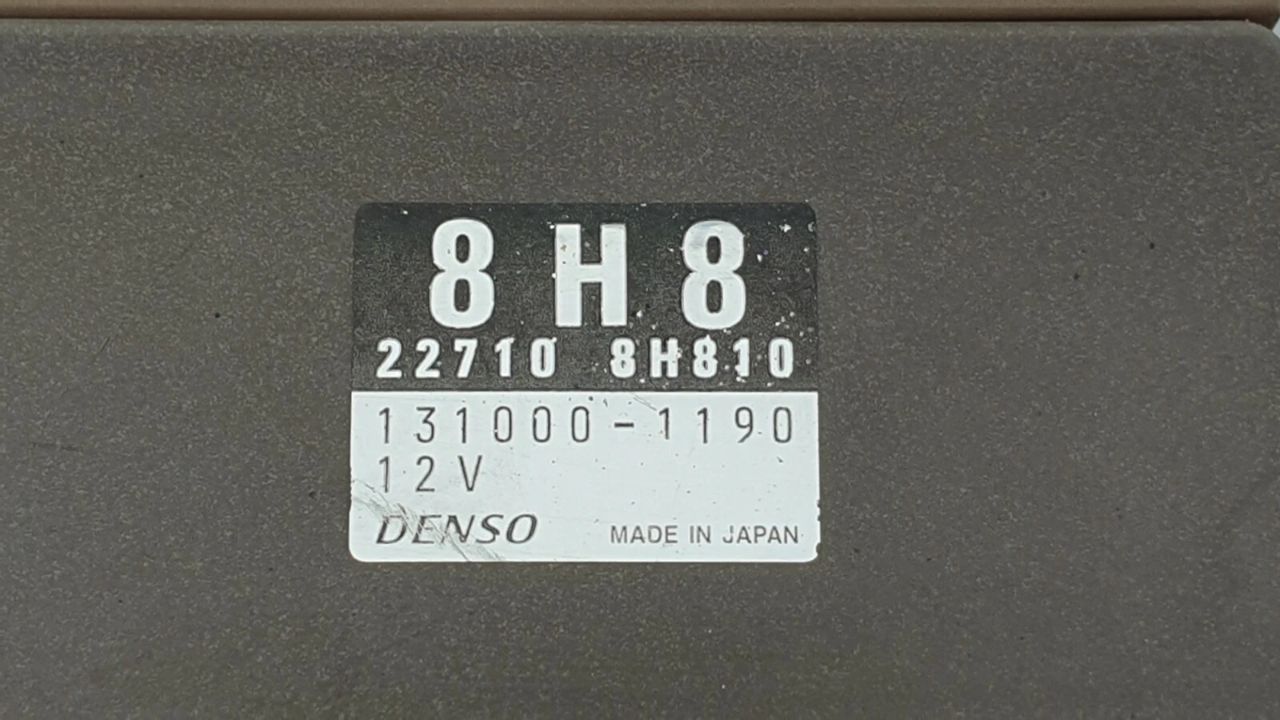 8H8
22710 8H810
131000-1190
12V
DENSO MADE IN JAPAN